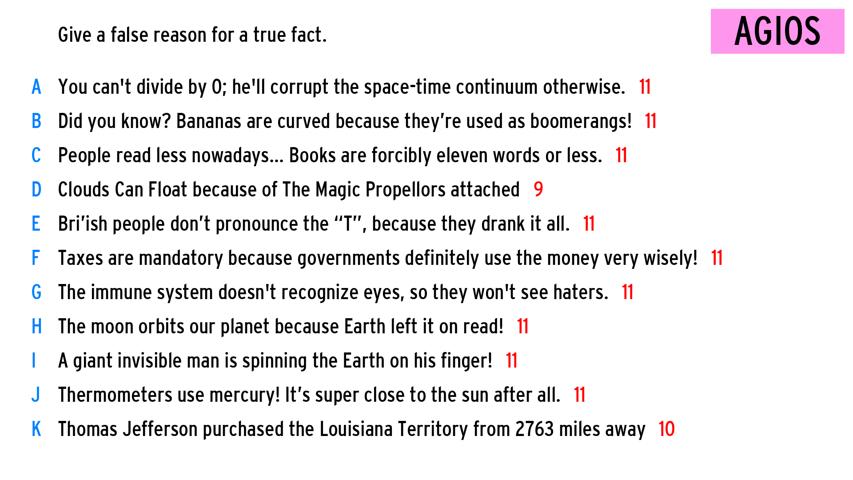 Give a false reason for a true fact.
AGIOS
A You can't divide by 0; he'll corrupt the space-time continuum otherwise. 11
B Did you know? Bananas are curved because they're used as boomerangs! 11
C People read less nowadays... Books are forcibly eleven words or less. 11
D Clouds Can Float because of The Magic Propellors attached 9
E Bri'ish people don't pronounce the “T”, because they drank it all. 11
F Taxes are mandatory because governments definitely use the money very wisely! 11
G The immune system doesn't recognize eyes, so they won't see haters. 11
H The moon orbits our planet because Earth left it on read! 11
I A giant invisible man is spinning the Earth on his finger! 11
J Thermometers use mercury! It's super close to the sun after all. 11
K Thomas Jefferson purchased the Louisiana Territory from 2763 miles away 10